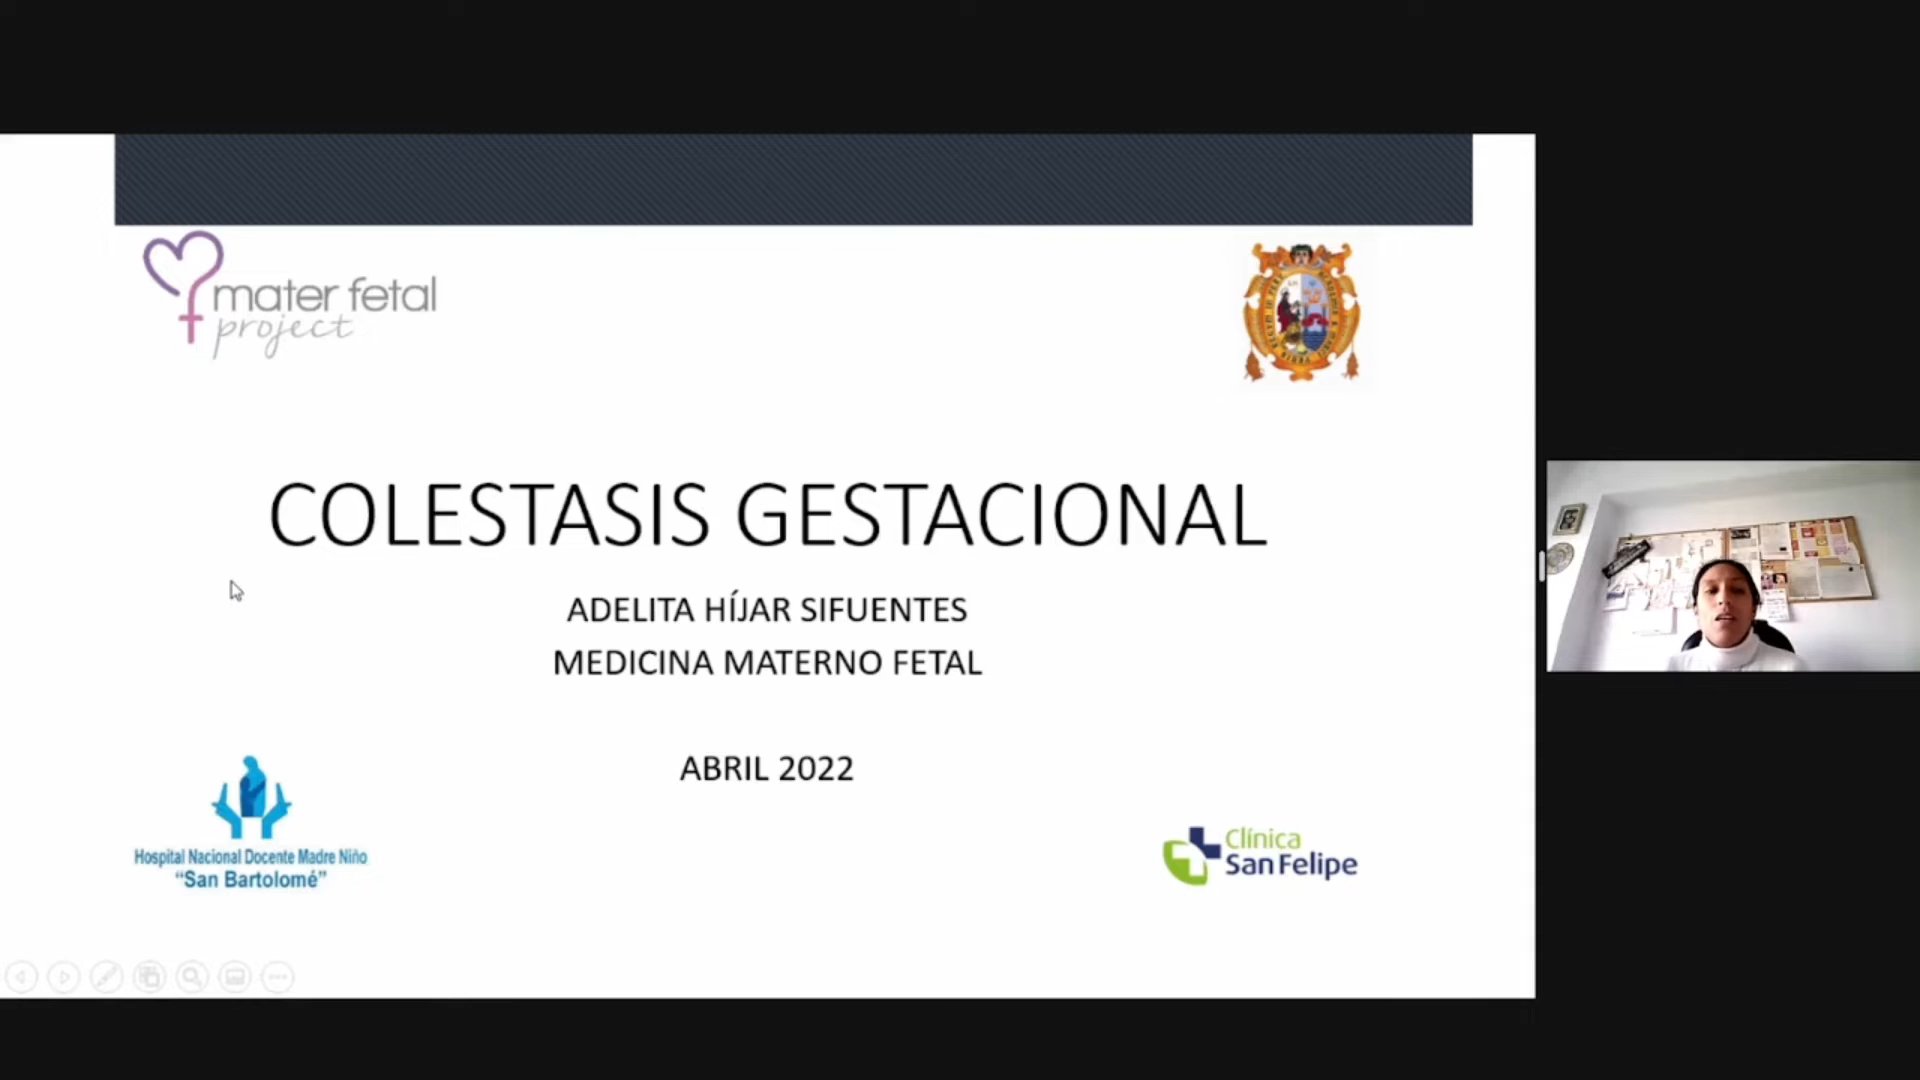 mater fetal
project
COLESTASIS GESTACIONAL
ADELITA HÍJAR SIFUENTES
MEDICINA MATERNO FETAL
ABRIL 2022
Hospital Nacional Docente Madre Niño
“San Bartolomé”
Clínica
San Felipe